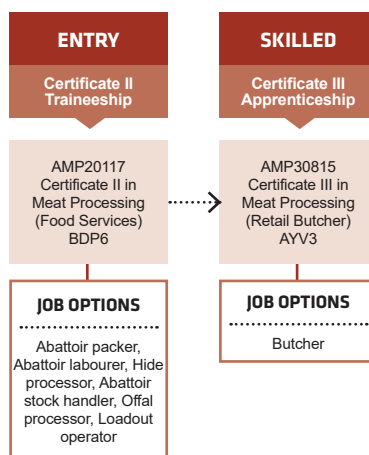 ENTRY
Certificate II
Traineeship
AMP20117
Certificate II in
Meat Processing
(Food Services)
BDP6
JOB OPTIONS
Abattoir packer,
Abattoir labourer, Hide
processor, Abattoir
stock handler, Offal
processor, Loadout
operator
SKILLED
Certificate III
Apprenticeship
AMP30815
Certificate III in
Meat Processing
(Retail Butcher)
AYV3
JOB OPTIONS
Butcher